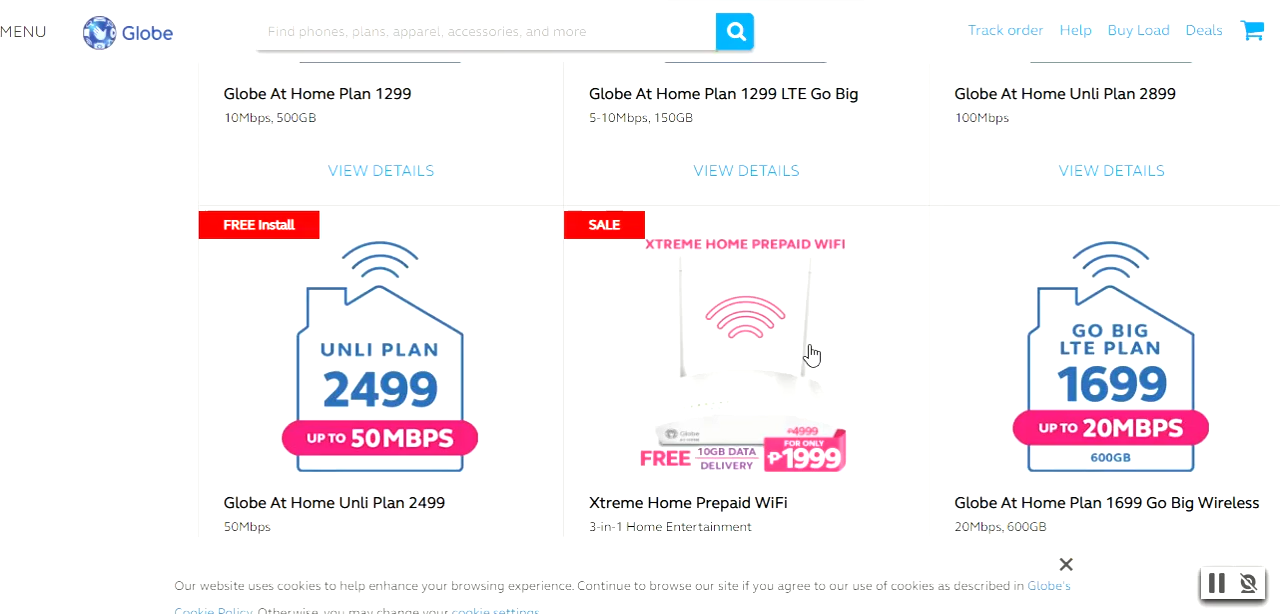 MENU
Globe
Find phones, plans, apparel, accessories, and more
Track order
Help
Buy Load
Deals
Globe At Home Plan 1299
10Mbps, 500GB
VIEW DETAILS
Globe At Home Plan 1299 LTE Go Big
5-10Mbps, 150GB
VIEW DETAILS
Globe At Home Unli Plan 2899
100Mbps
VIEW DETAILS
FREE Install
UNLI PLAN
2499
UP TO 50MBPS
Globe At Home Unli Plan 2499
50Mbps
SALE
XTREME HOME PREPAID WIFI
Globe
AT HOME
FREE
10GB DATA
DELIVERY
₱4999
FOR ONLY
₱1999
Xtreme Home Prepaid WiFi
3-in-1 Home Entertainment
GO BIG
LTE PLAN
1699
UP TO 20MBPS
600GB
Globe At Home Plan 1699 Go Big Wireless
20Mbps, 600GB
Our website uses cookies to help enhance your browsing experience. Continue to browse our site if you agree to our use of cookies as described in Globe's
Cookie Policy. Otherwise, you may change your cookie settings.